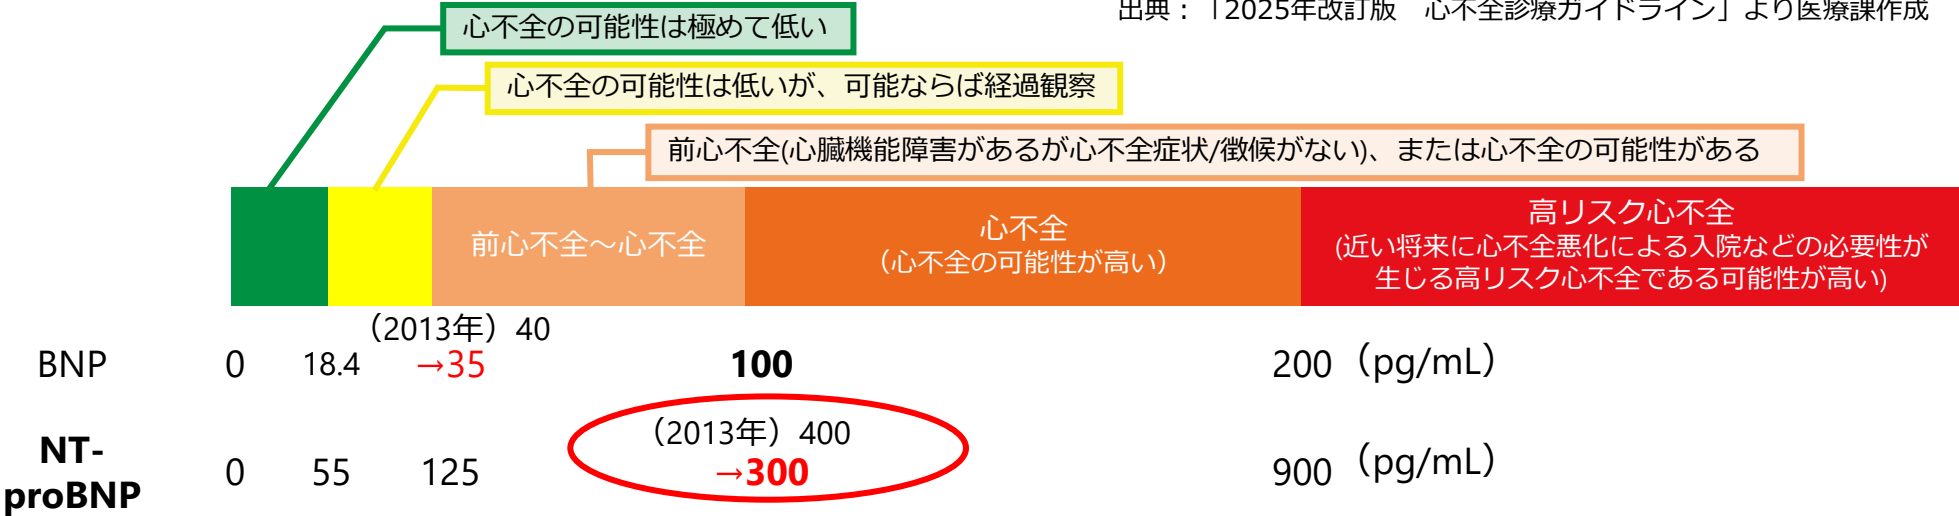 出典：「2025年改訂版　心不全診療ガイドライン」より医療課作成
心不全の可能性は極めて低い
心不全の可能性は低いが、可能ならば経過観察
前心不全(心臓機能障害があるが心不全症状/徴候がない)、または心不全の可能性がある
前心不全～心不全
心不全
（心不全の可能性が高い）
高リスク心不全
(近い将来に心不全悪化による入院などの必要性が
生じる高リスク心不全である可能性が高い)
（2013年）40
BNP 0 18.4 →35 100 200（pg/mL）
（2013年）400
NT-
proBNP 0 55 125 →300 900（pg/mL）